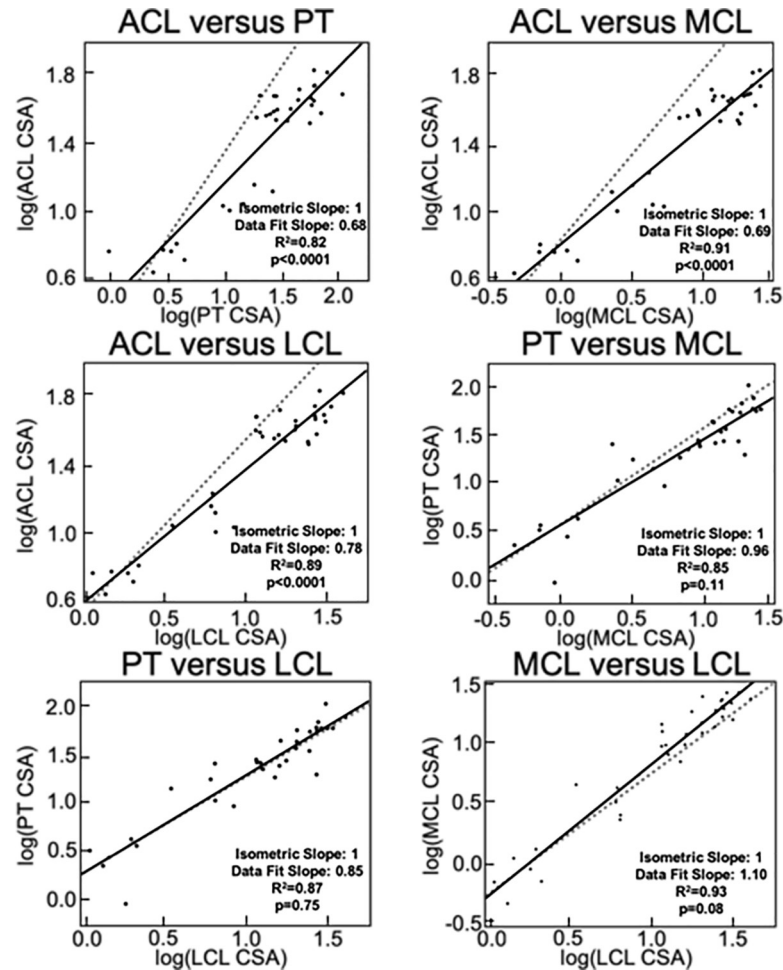 ACL versus PT
log(ACL CSA)
1.8
1.4
1.0
0.6
Isometric Slope: 1
Data Fit Slope: 0.68
R²=0.82
p<0.0001
0.0
0.5
1.0
1.5
2.0
log(PT CSA)
ACL versus MCL
log(ACL CSA)
1.8
1.4
1.0
0.6
Isometric Slope: 1
Data Fit Slope: 0.69
R²=0.91
p<0.0001
-0.5
0.0
0.5
1.0
1.5
log(MCL CSA)
ACL versus LCL
log(ACL CSA)
1.8
1.4
1.0
0.6
Isometric Slope: 1
Data Fit Slope: 0.78
R²=0.89
p<0.0001
0.0
0.5
1.0
1.5
log(LCL CSA)
PT versus MCL
log(PT CSA)
2.0
1.5
1.0
0.5
0.0
Isometric Slope: 1
Data Fit Slope: 0.96
R²=0.85
p=0.11
-0.5
0.0
0.5
1.0
1.5
log(MCL CSA)
PT versus LCL
log(PT CSA)
2.0
1.5
1.0
0.5
0.0
Isometric Slope: 1
Data Fit Slope: 0.85
R²=0.87
p=0.75
0.0
0.5
1.0
1.5
log(LCL CSA)
MCL versus LCL
log(MCL CSA)
1.5
1.0
0.5
0.0
-0.5
Isometric Slope: 1
Data Fit Slope: 1.10
R²=0.93
p=0.08
0.0
0.5
1.0
1.5
log(LCL CSA)